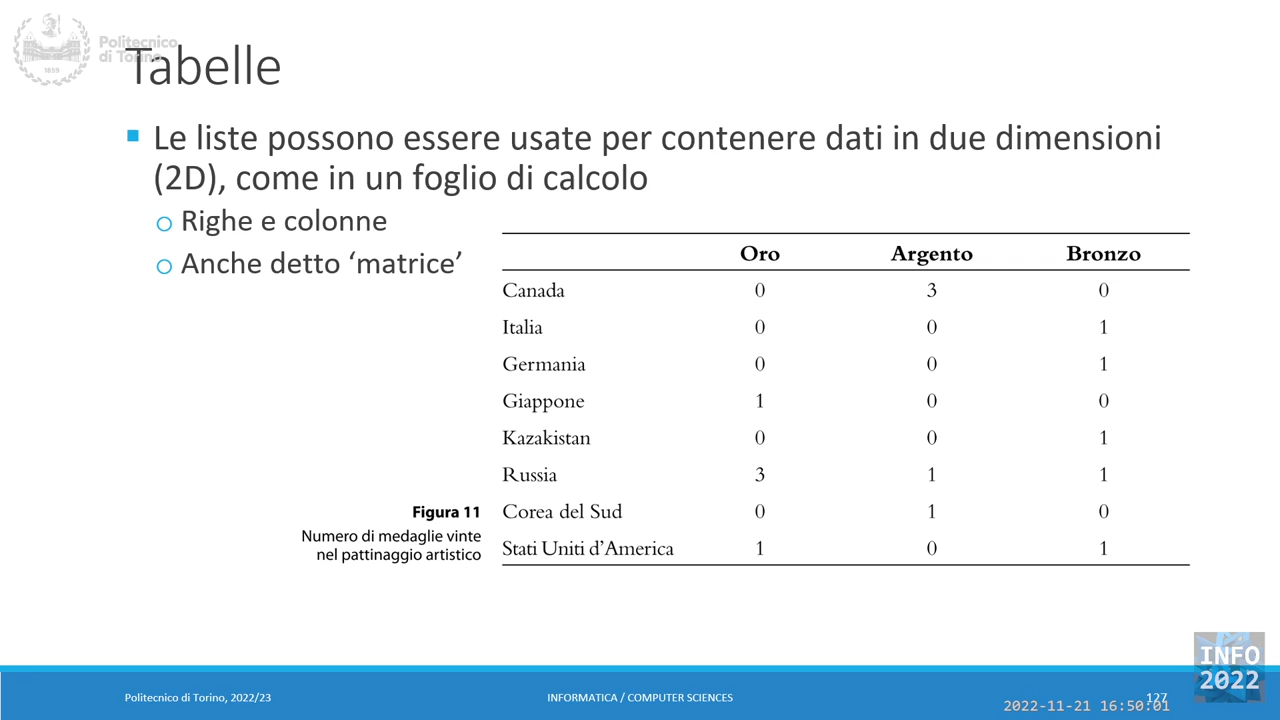 Politecnico
di Torino
1859
Tabelle
Le liste possono essere usate per contenere dati in due dimensioni
(2D), come in un foglio di calcolo
Righe e colonne
Anche detto ‘matrice’
Oro Argento Bronzo
Canada 0 3 0
Italia 0 0 1
Germania 0 0 1
Giappone 1 0 0
Kazakistan 0 0 1
Russia 3 1 1
Corea del Sud 0 1 0
Stati Uniti d’America 1 0 1
Figura 11
Numero di medaglie vinte
nel pattinaggio artistico
INFO
2022
Politecnico di Torino, 2022/23
INFORMATICA / COMPUTER SCIENCES
127
2022-11-21 16:50:01